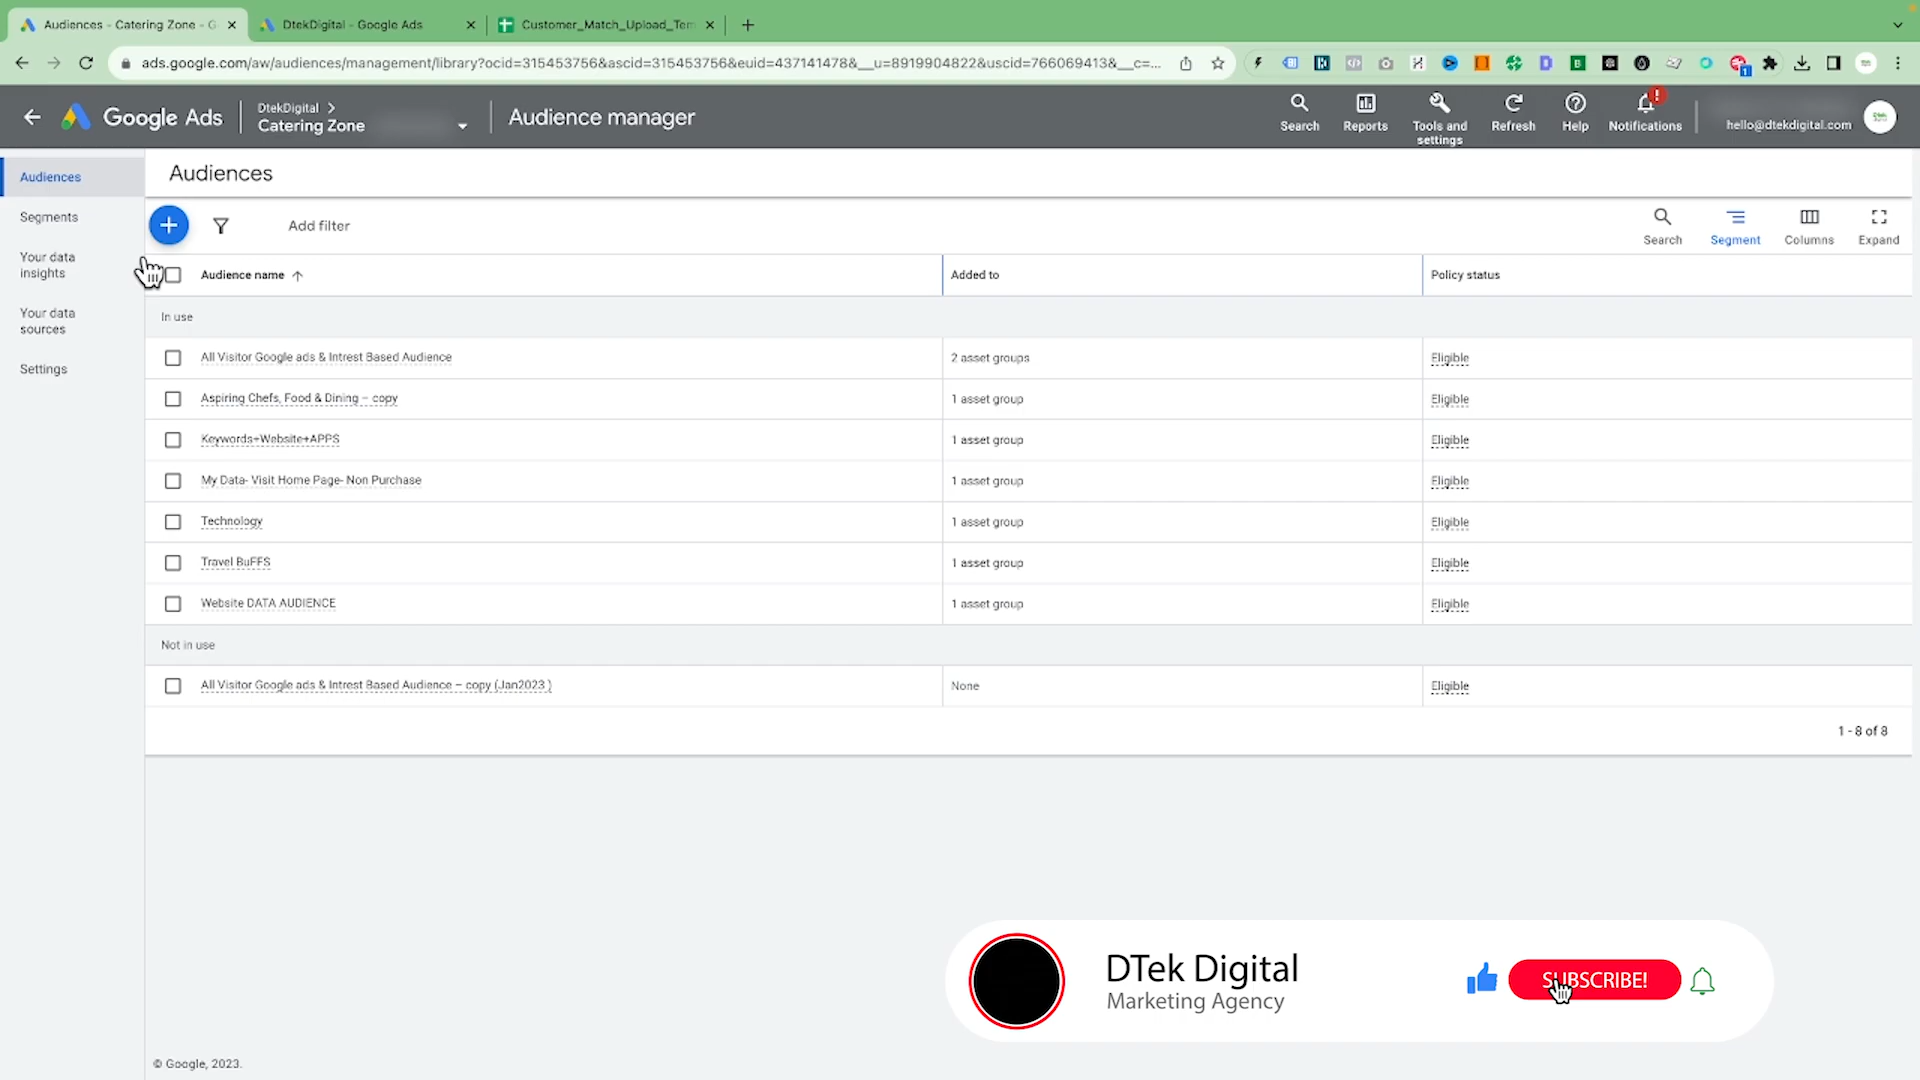 Audiences - Catering Zone - G
DtekDigital - Google Ads
Customer_Match_Upload_Tem
ads.google.com/aw/audiences/management/library?ocid=315453756&ascid=315453756&euid=437141478&__u=8919904822&uscid=766069413&__c=...
Google Ads
DtekDigital
Catering Zone
Audience manager
Search
Reports
Tools and settings
Refresh
Help
Notifications
hello@dtekdigital.com
Audiences
Segments
Your data insights
Your data sources
Settings
Audiences
Add filter
Search
Segment
Columns
Expand
Audience name
Added to
Policy status
In use
All Visitor Google ads & Intrest Based Audience
2 asset groups
Eligible
Aspiring Chefs, Food & Dining – copy
1 asset group
Eligible
Keywords+Website+APPS
1 asset group
Eligible
My Data- Visit Home Page- Non Purchase
1 asset group
Eligible
Technology
1 asset group
Eligible
Travel BuFFS
1 asset group
Eligible
Website DATA AUDIENCE
1 asset group
Eligible
Not in use
All Visitor Google ads & Intrest Based Audience – copy (Jan2023 )
None
Eligible
1 - 8 of 8
DTek Digital
Marketing Agency
SUBSCRIBE!
© Google, 2023.